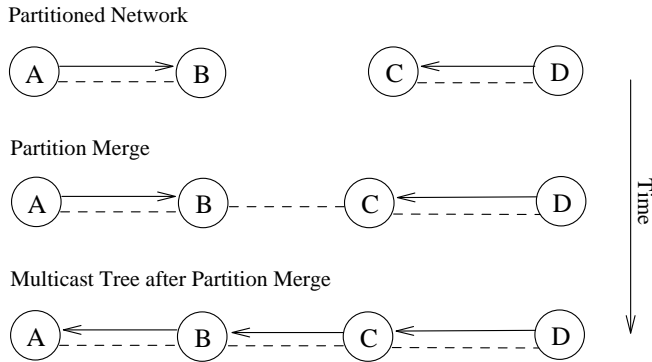 Partitioned Network
A B C D
Partition Merge
A B C D
Time
Multicast Tree after Partition Merge
A B C D